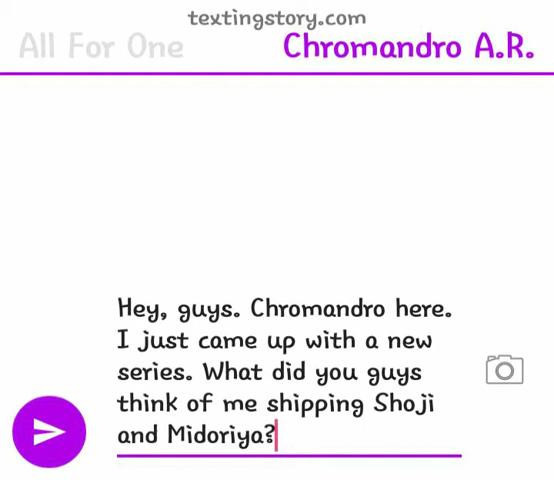 textingstory.com
All For One Chromandro A.R.
Hey, guys. Chromandro here.
I just came up with a new
series. What did you guys
think of me shipping Shoji
and Midoriya?